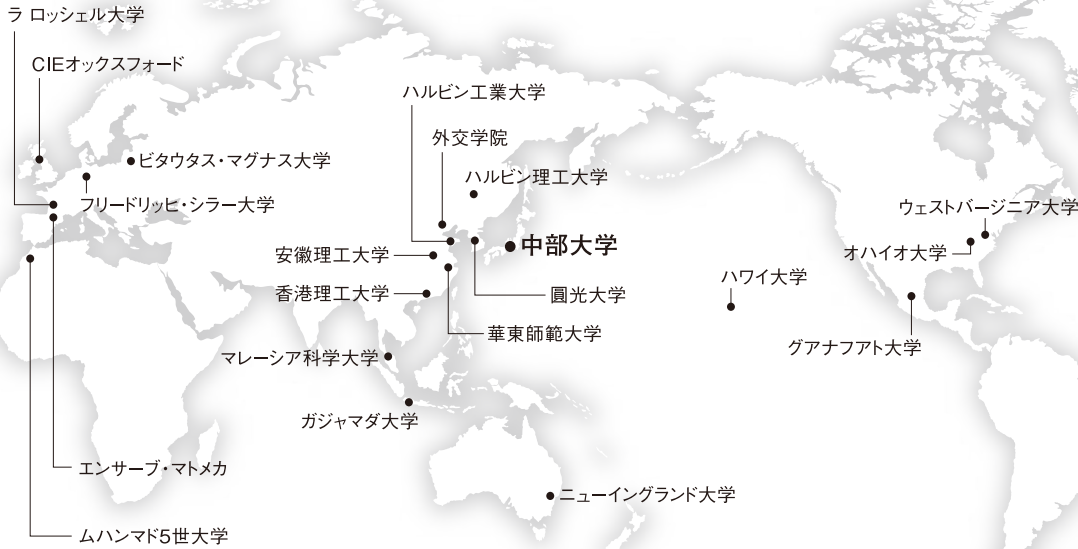 ラ ロッシェル大学
CIEオックスフォード
ハルビン工業大学
外交学院
ビタウタス・マグナス大学
ハルビン理工大学
フリードリッヒ・シラー大学
ウェストバージニア大学
中部大学
安徽理工大学
オハイオ大学
ハワイ大学
香港理工大学
圓光大学
華東師範大学
グアナフアト大学
マレーシア科学大学
ガジャマダ大学
エンサーブ・マトメカ
ニューイングランド大学
ムハンマド5世大学